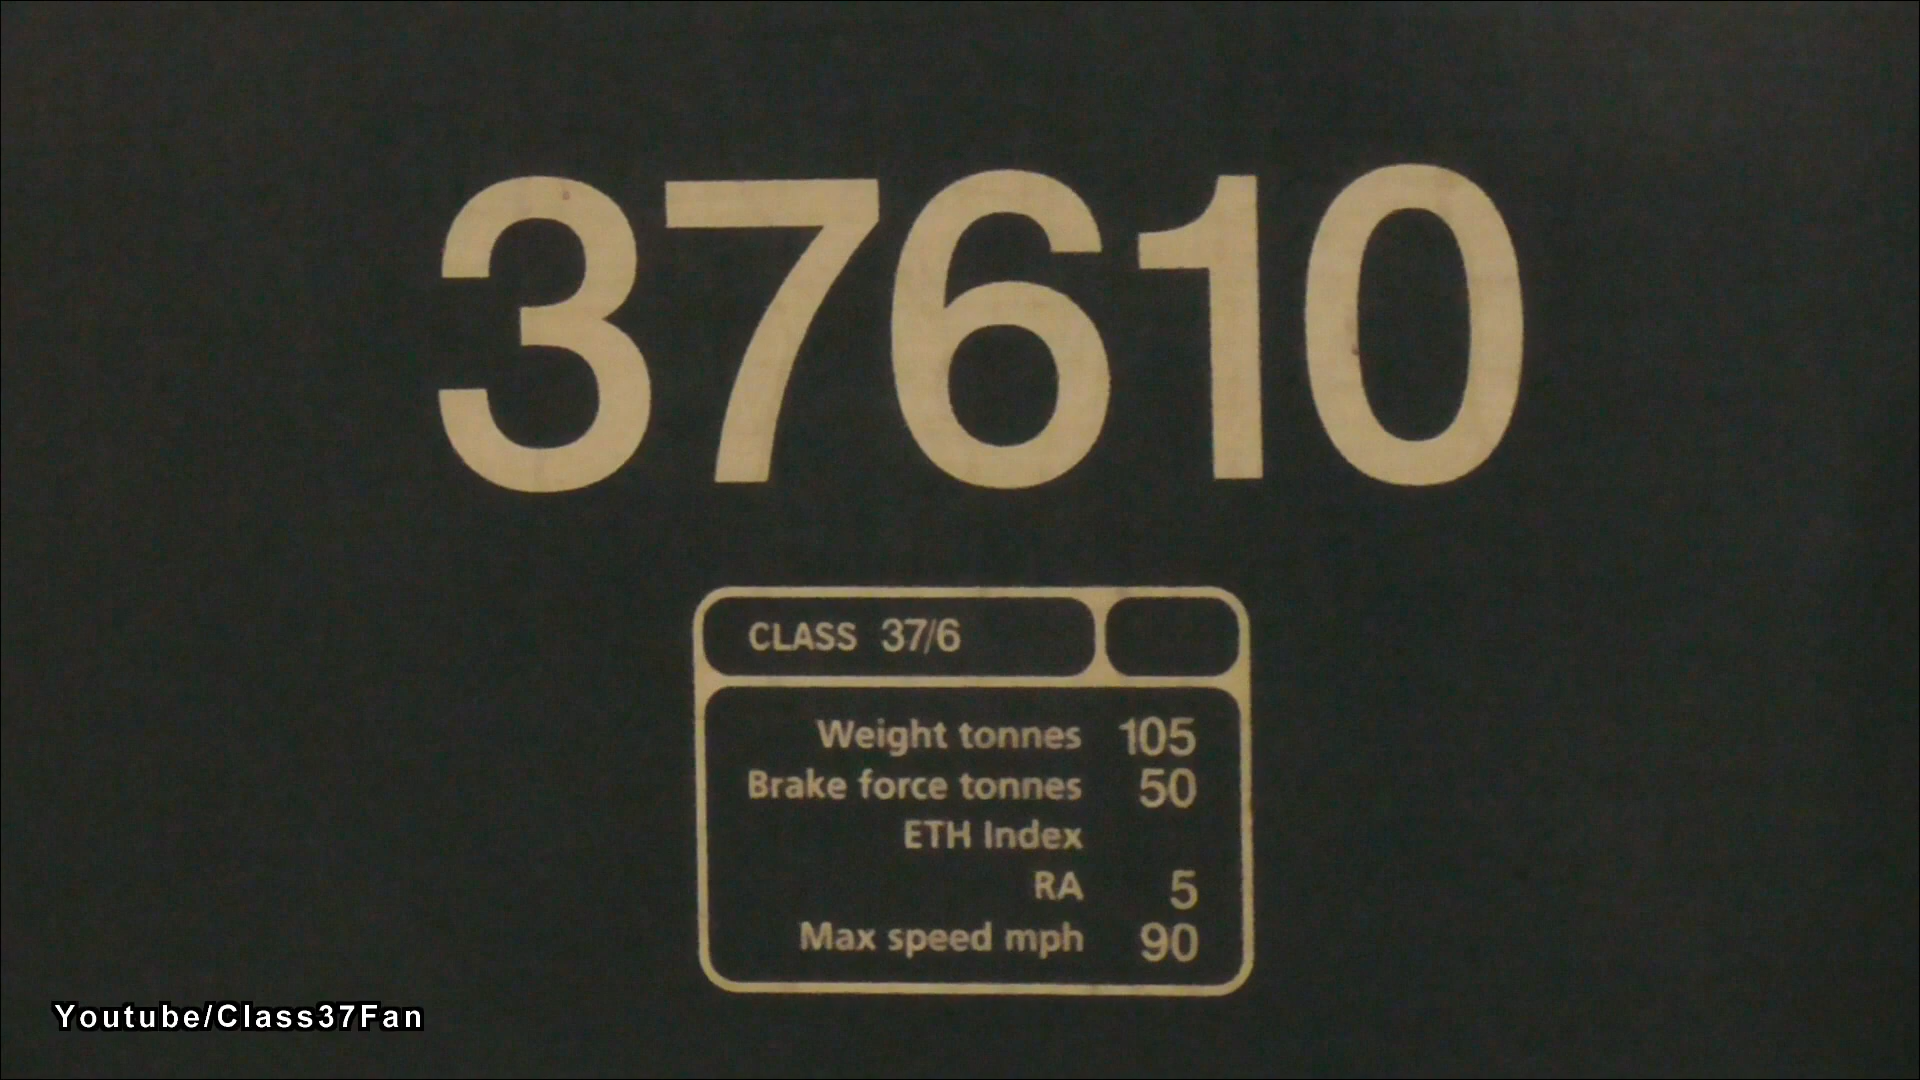 37610
CLASS 37/6
Weight tonnes 105
Brake force tonnes 50
ETH Index
RA 5
Max speed mph 90
Youtube/Class37Fan